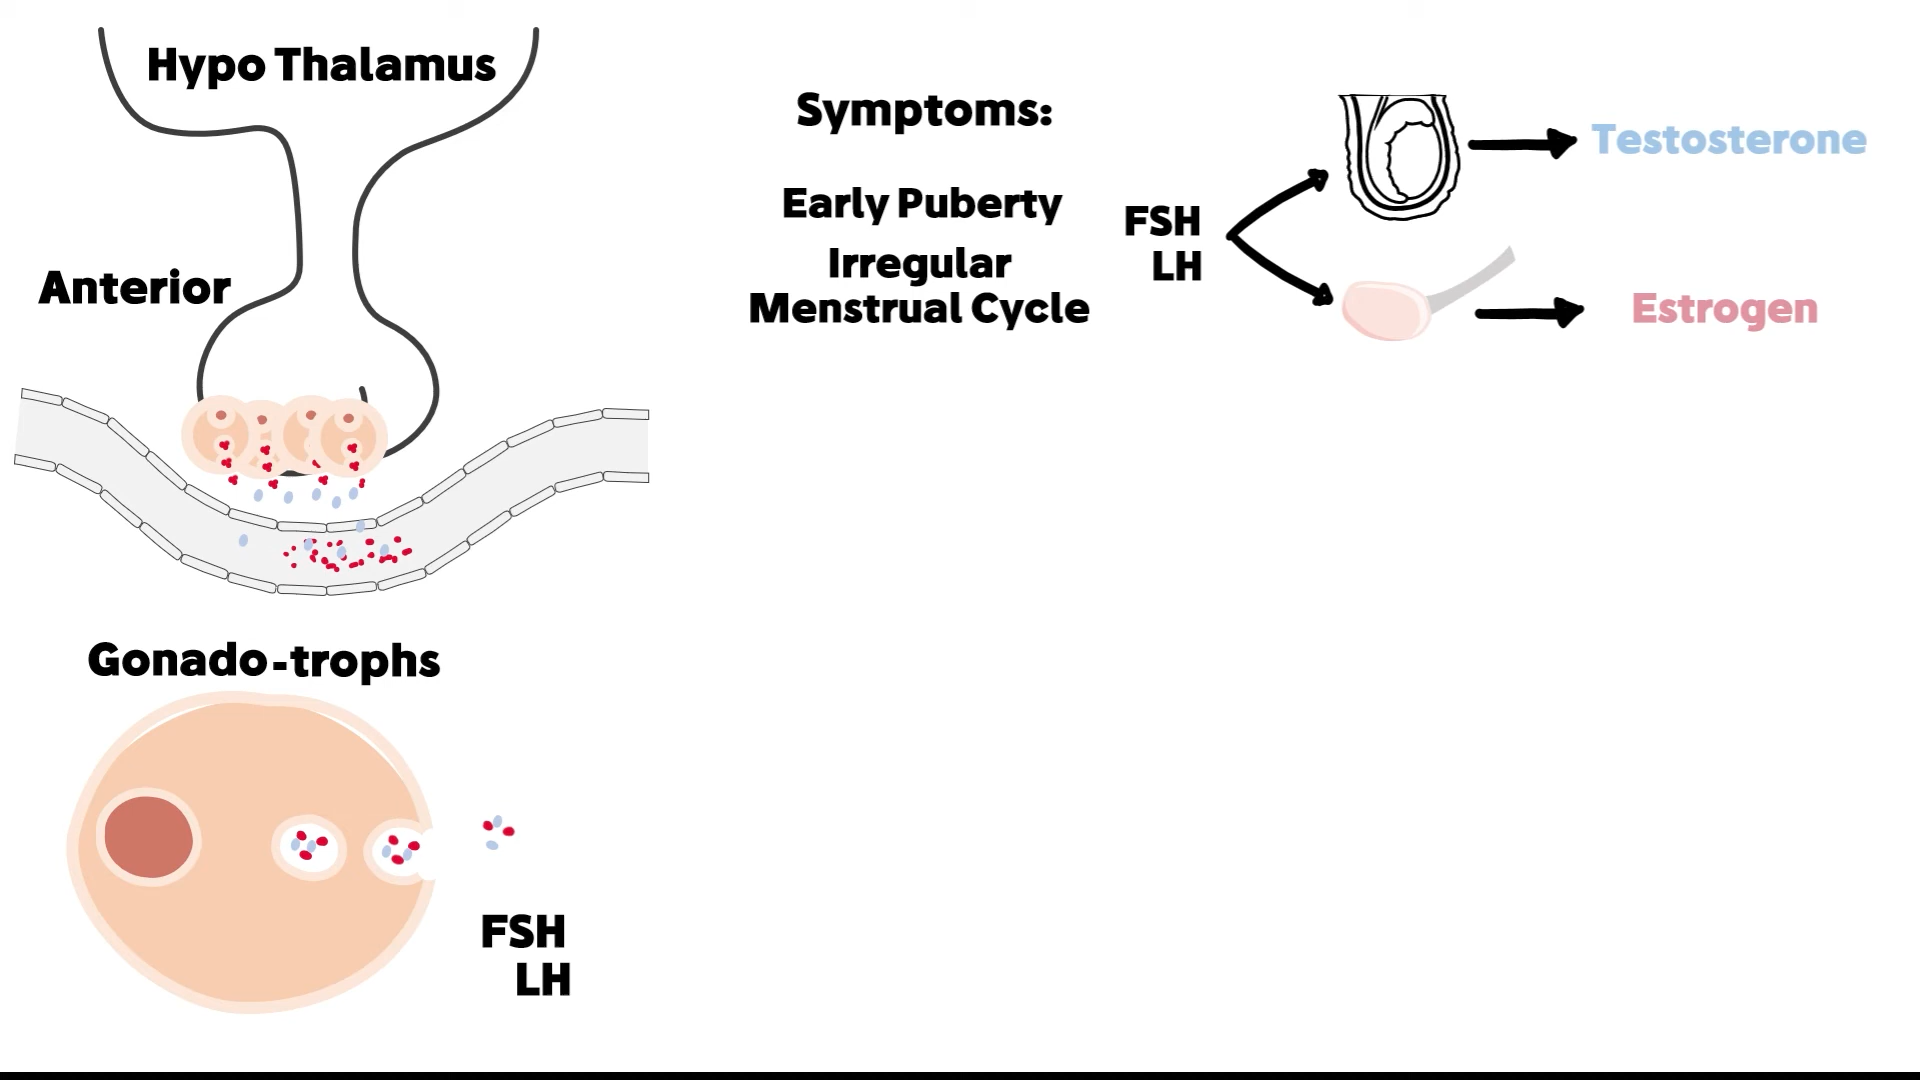 Hypo Thalamus
Anterior
Gonado-trophs
FSH
LH
Symptoms:
Early Puberty
Irregular
Menstrual Cycle
FSH
LH
Testosterone
Estrogen